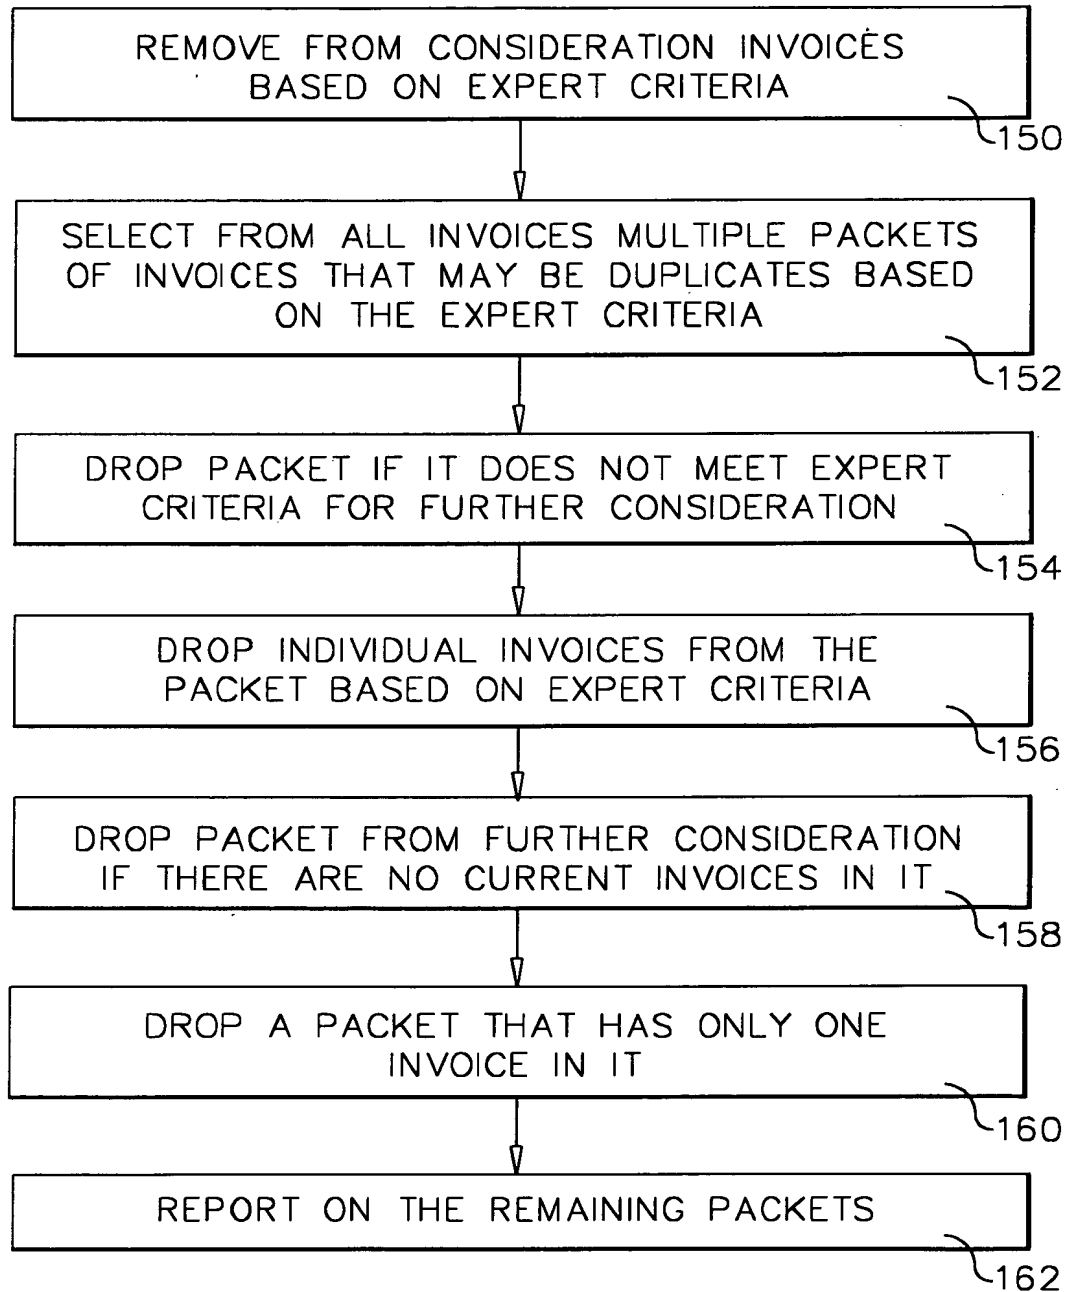 REMOVE FROM CONSIDERATION INVOICES
BASED ON EXPERT CRITERIA
150
SELECT FROM ALL INVOICES MULTIPLE PACKETS
OF INVOICES THAT MAY BE DUPLICATES BASED
ON THE EXPERT CRITERIA
152
DROP PACKET IF IT DOES NOT MEET EXPERT
CRITERIA FOR FURTHER CONSIDERATION
154
DROP INDIVIDUAL INVOICES FROM THE
PACKET BASED ON EXPERT CRITERIA
156
DROP PACKET FROM FURTHER CONSIDERATION
IF THERE ARE NO CURRENT INVOICES IN IT
158
DROP A PACKET THAT HAS ONLY ONE
INVOICE IN IT
160
REPORT ON THE REMAINING PACKETS
162